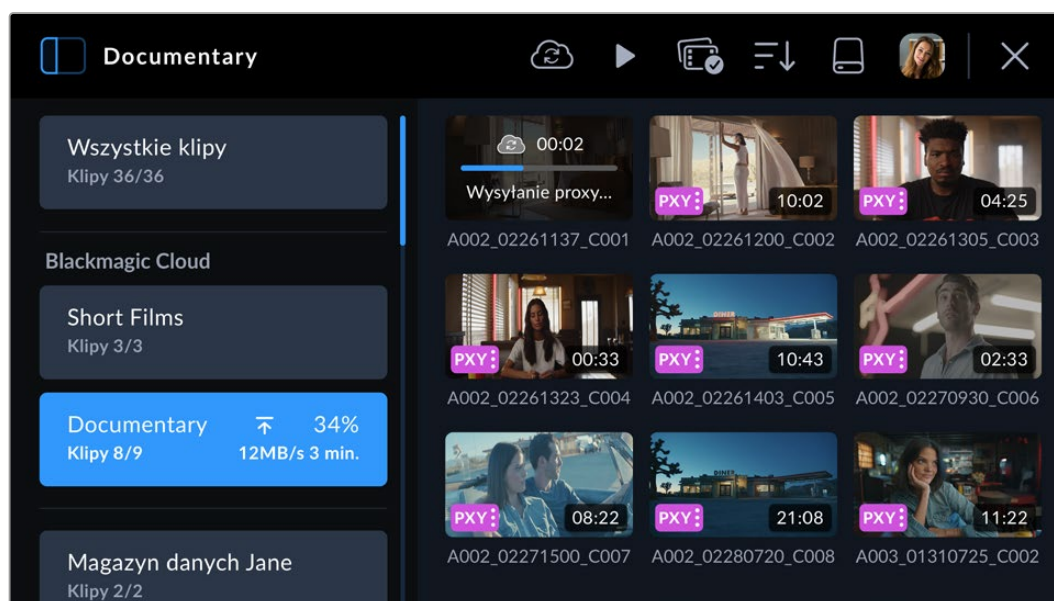 Documentary
Wszystkie klipy
Klipy 36/36
Blackmagic Cloud
Short Films
Klipy 3/3
Documentary 34%
Klipy 8/9 12MB/s 3 min.
Magazyn danych Jane
Klipy 2/2
00:02
Wysyłanie proxy...
PXY 10:02
PXY 04:25
A002_02261137_C001 A002_02261200_C002 A002_02261305_C003
PXY 00:33
DINER
PXY 10:43
PXY 02:33
A002_02261323_C004 A002_02261403_C005 A002_02270930_C006
PXY 08:22
DINER
PXY 21:08
PXY 11:22
A002_02271500_C007 A002_02280720_C008 A003_01310725_C002